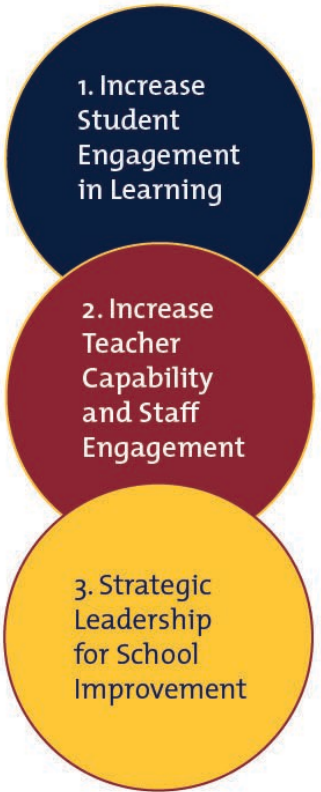 1. Increase
Student
Engagement
in Learning
2. Increase
Teacher
Capability
and Staff
Engagement
3. Strategic
Leadership
for School
Improvement